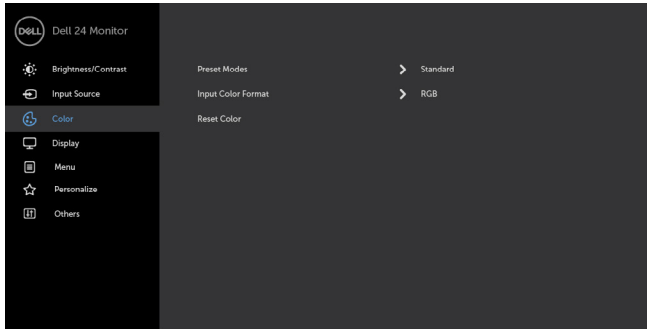 DELL Dell 24 Monitor
Brightness/Contrast Preset Modes Standard
Input Source Input Color Format RGB
Color Reset Color
Display
Menu
Personalize
Others